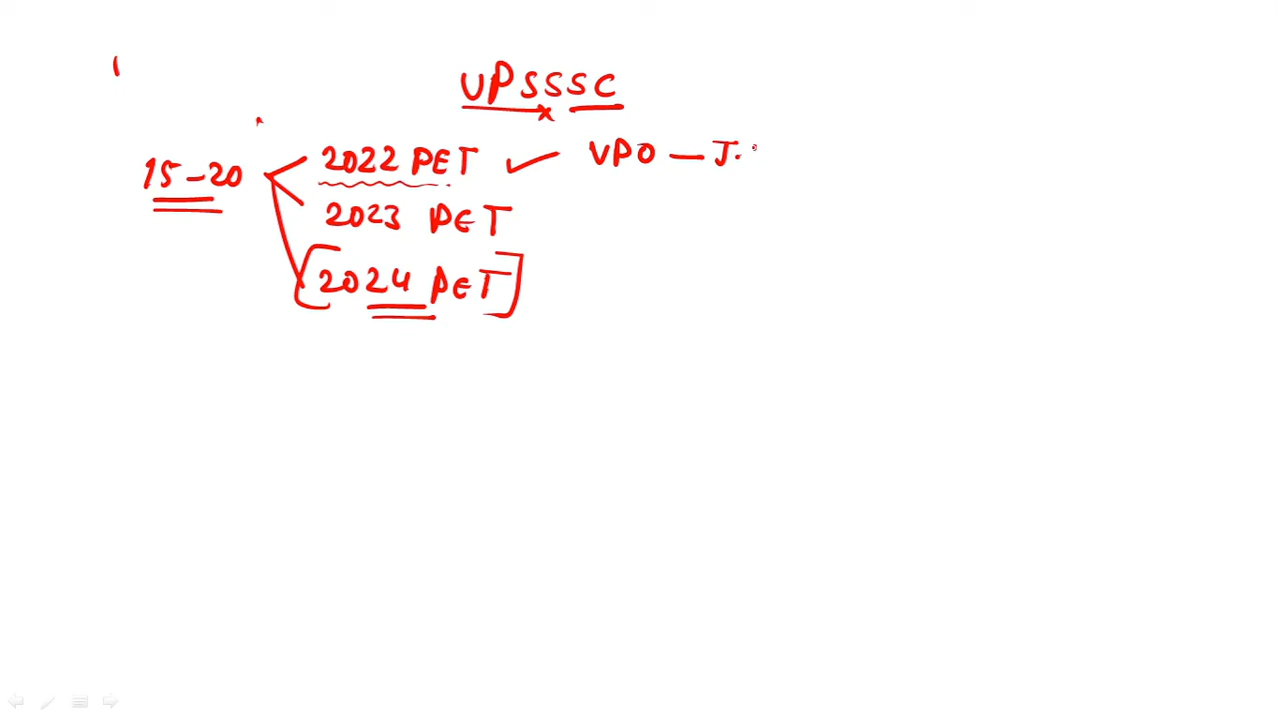 UPSSSC
2022 PET VPO – J.
15-20
2023 PET
[2024 PET]